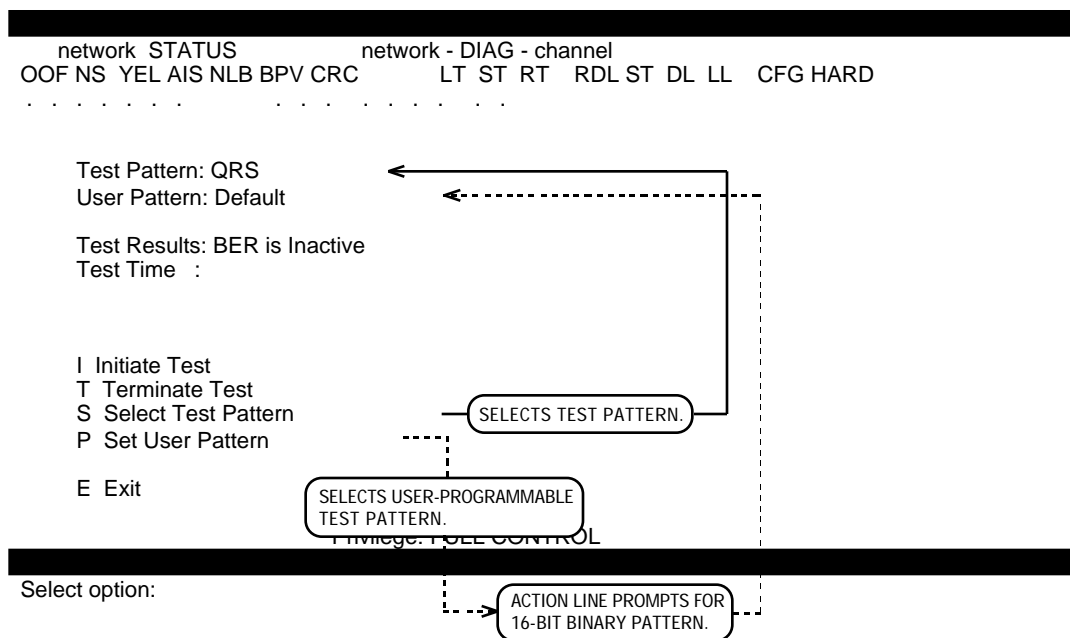 network STATUS network - DIAG - channel
OOF NS YEL AIS NLB BPV CRC LT ST RT RDL ST DL LL CFG HARD
. . . . . . . . . . . . . . . .
Test Pattern: QRS
User Pattern: Default
Test Results: BER is Inactive
Test Time :
I Initiate Test
T Terminate Test
S Select Test Pattern
SELECTS TEST PATTERN.
P Set User Pattern
E Exit
SELECTS USER-PROGRAMMABLE
TEST PATTERN.
Privilege: FULL CONTROL
Select option:
ACTION LINE PROMPTS FOR
16-BIT BINARY PATTERN.